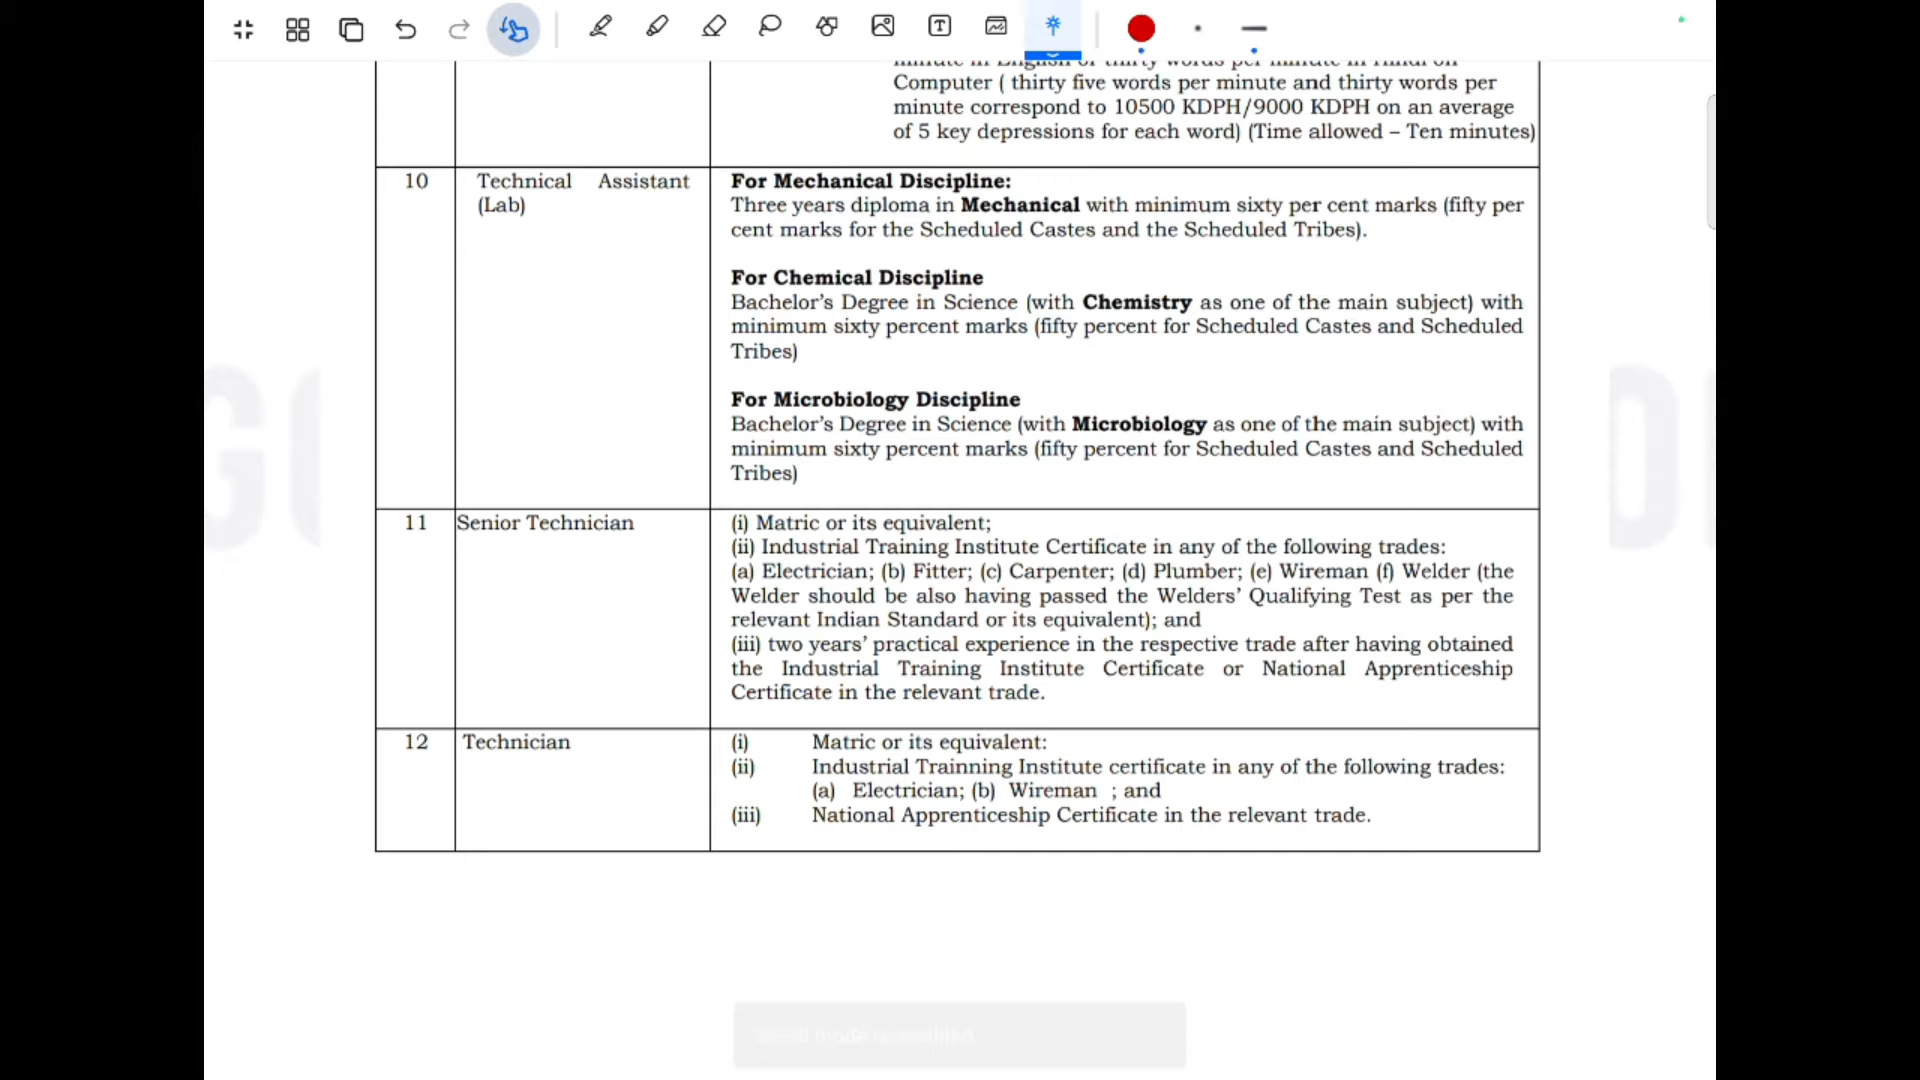 minute in English or thirty words per minute in Hindi on
Computer ( thirty five words per minute and thirty words per
minute correspond to 10500 KDPH/9000 KDPH on an average
of 5 key depressions for each word) (Time allowed – Ten minutes)
10
Technical Assistant
(Lab)
For Mechanical Discipline:
Three years diploma in Mechanical with minimum sixty per cent marks (fifty per
cent marks for the Scheduled Castes and the Scheduled Tribes).
For Chemical Discipline
Bachelor’s Degree in Science (with Chemistry as one of the main subject) with
minimum sixty percent marks (fifty percent for Scheduled Castes and Scheduled
Tribes)
For Microbiology Discipline
Bachelor’s Degree in Science (with Microbiology as one of the main subject) with
minimum sixty percent marks (fifty percent for Scheduled Castes and Scheduled
Tribes)
11
Senior Technician
(i) Matric or its equivalent;
(ii) Industrial Training Institute Certificate in any of the following trades:
(a) Electrician; (b) Fitter; (c) Carpenter; (d) Plumber; (e) Wireman (f) Welder (the
Welder should be also having passed the Welders’ Qualifying Test as per the
relevant Indian Standard or its equivalent); and
(iii) two years’ practical experience in the respective trade after having obtained
the Industrial Training Institute Certificate or National Apprenticeship
Certificate in the relevant trade.
12
Technician
(i) Matric or its equivalent:
(ii) Industrial Trainning Institute certificate in any of the following trades:
(a) Electrician; (b) Wireman ; and
(iii) National Apprenticeship Certificate in the relevant trade.